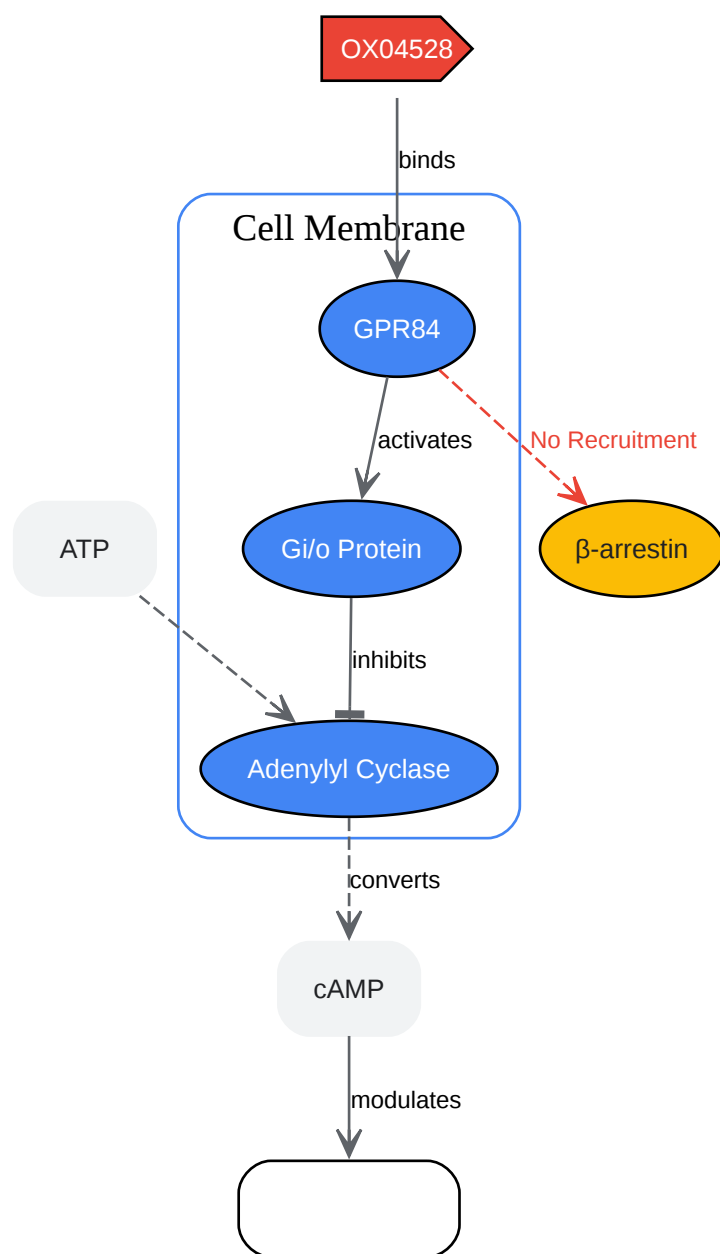 OX04528
binds
Cell Membrane
GPR84
activates
No Recruitment
ATP
Gi/o Protein
β-arrestin
inhibits
Adenylyl Cyclase
converts
cAMP
modulates